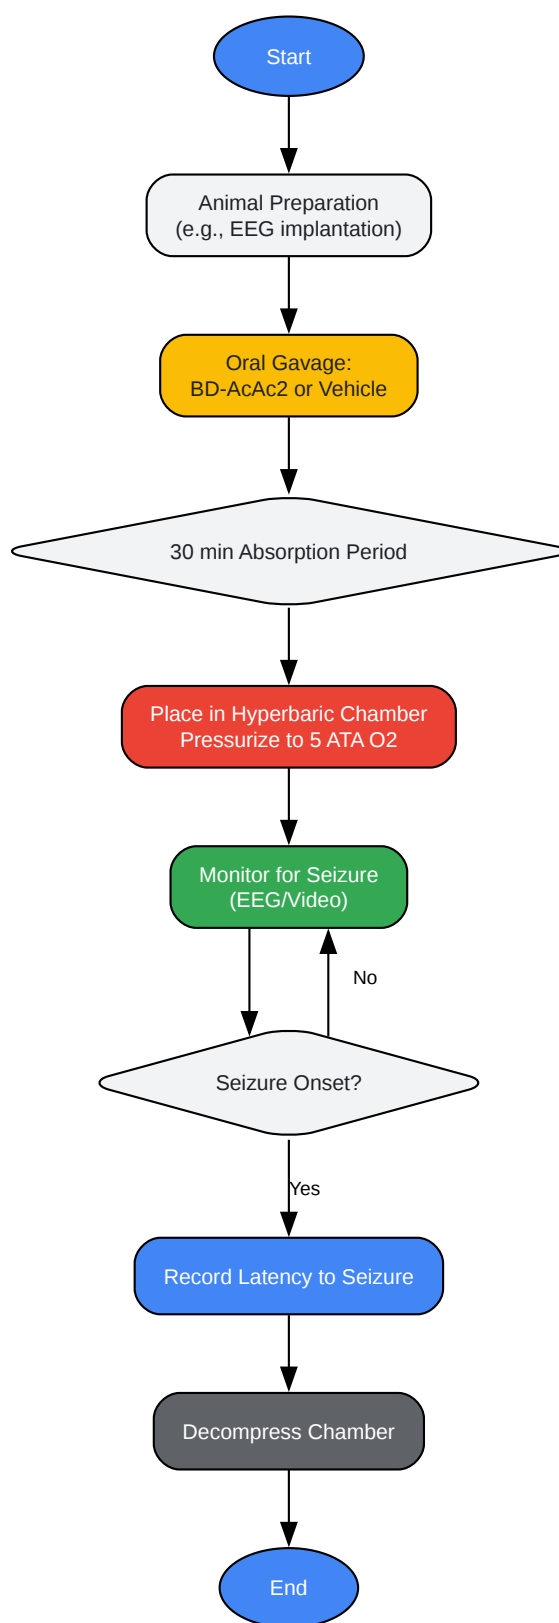 Start
Animal Preparation
(e.g., EEG implantation)
Oral Gavage:
BD-AcAc2 or Vehicle
30 min Absorption Period
Place in Hyperbaric Chamber
Pressurize to 5 ATA O2
Monitor for Seizure
(EEG/Video)
No
Seizure Onset?
Yes
Record Latency to Seizure
Decompress Chamber
End